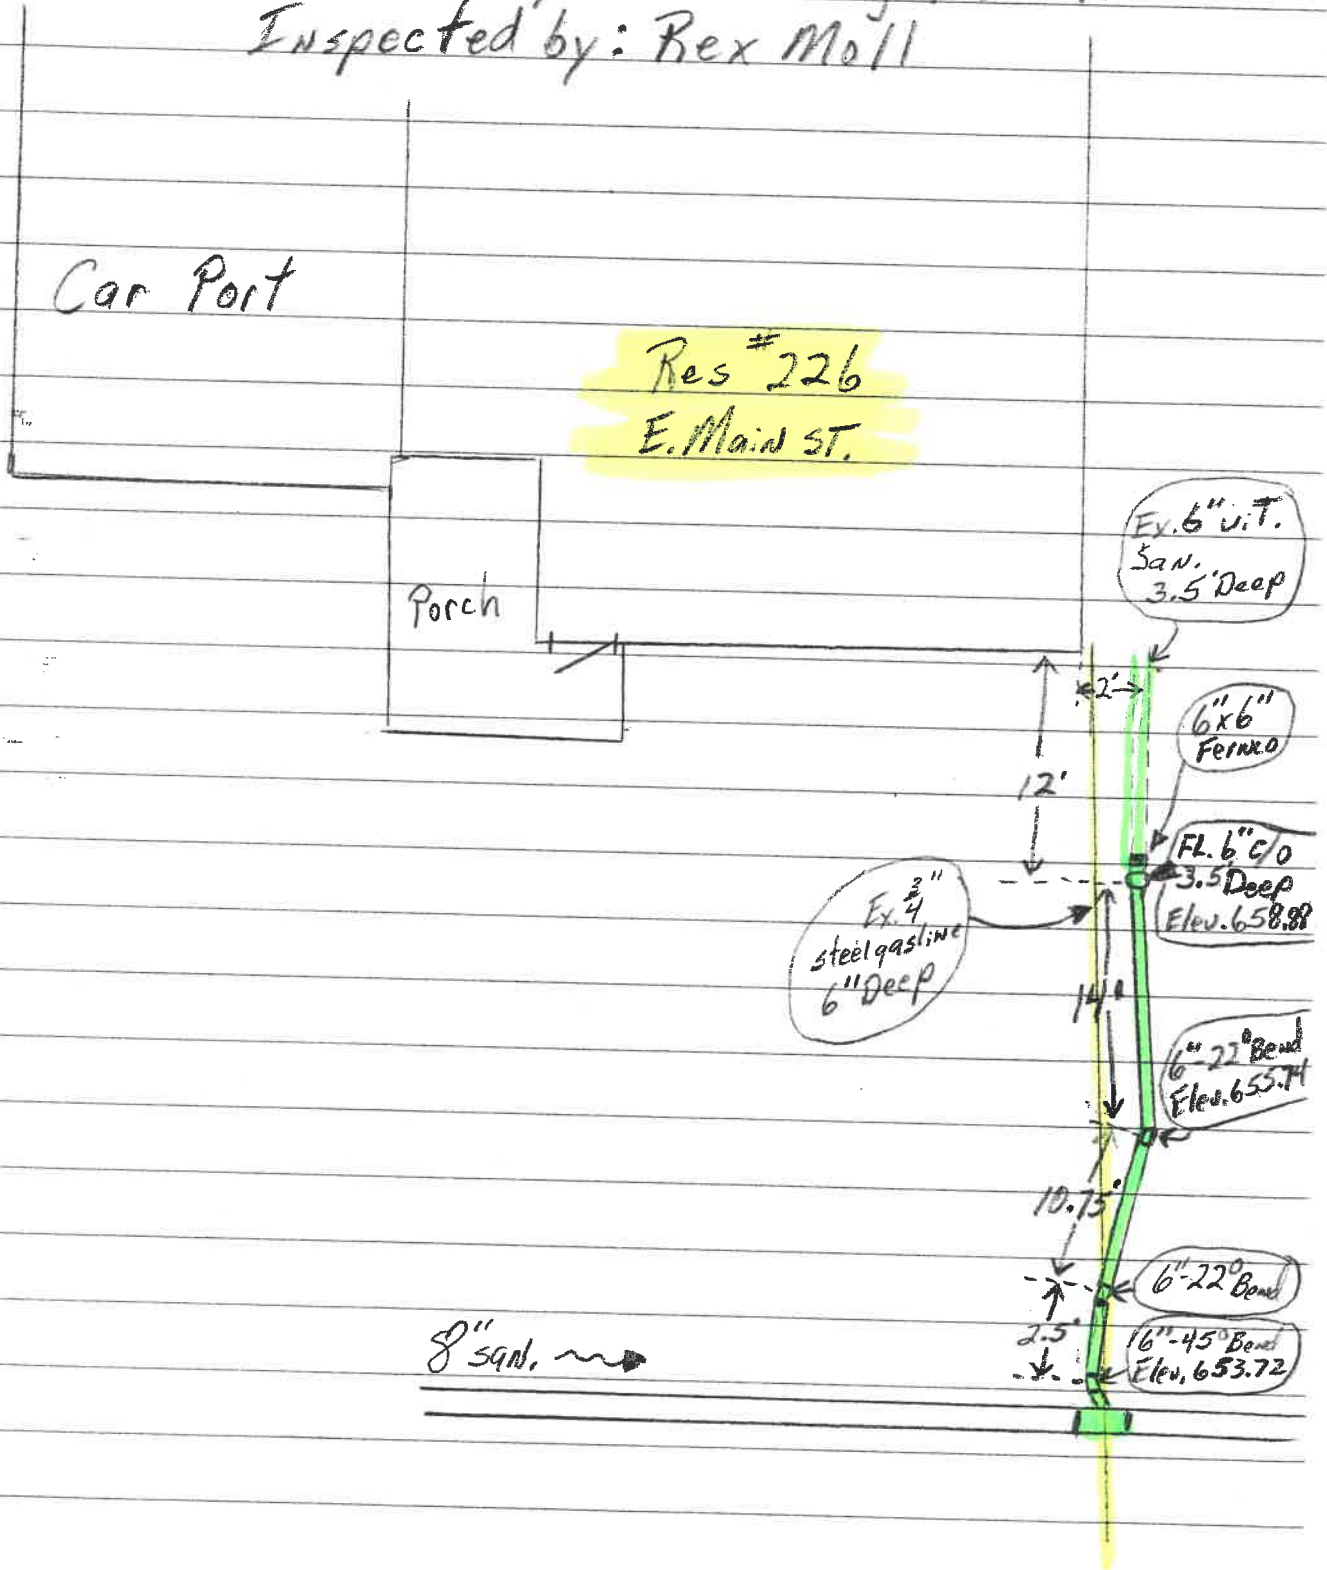 Inspected by: Rex Moll
Car Port
Res #226
E. Main ST.
Porch
Ex. 6" ViT.
San.
3.5' Deep
2'
6" x 6"
Fernco
12'
FL. 6" c/o
3.5' Deep
Elev. 658.88
Ex. 3/4"
steel gasline
6" Deep
14'
6"-22° Bend
Elev. 655.74
10.75'
6"-22° Bend
2.5'
6"-45° Bend
Elev. 653.72
8" san.